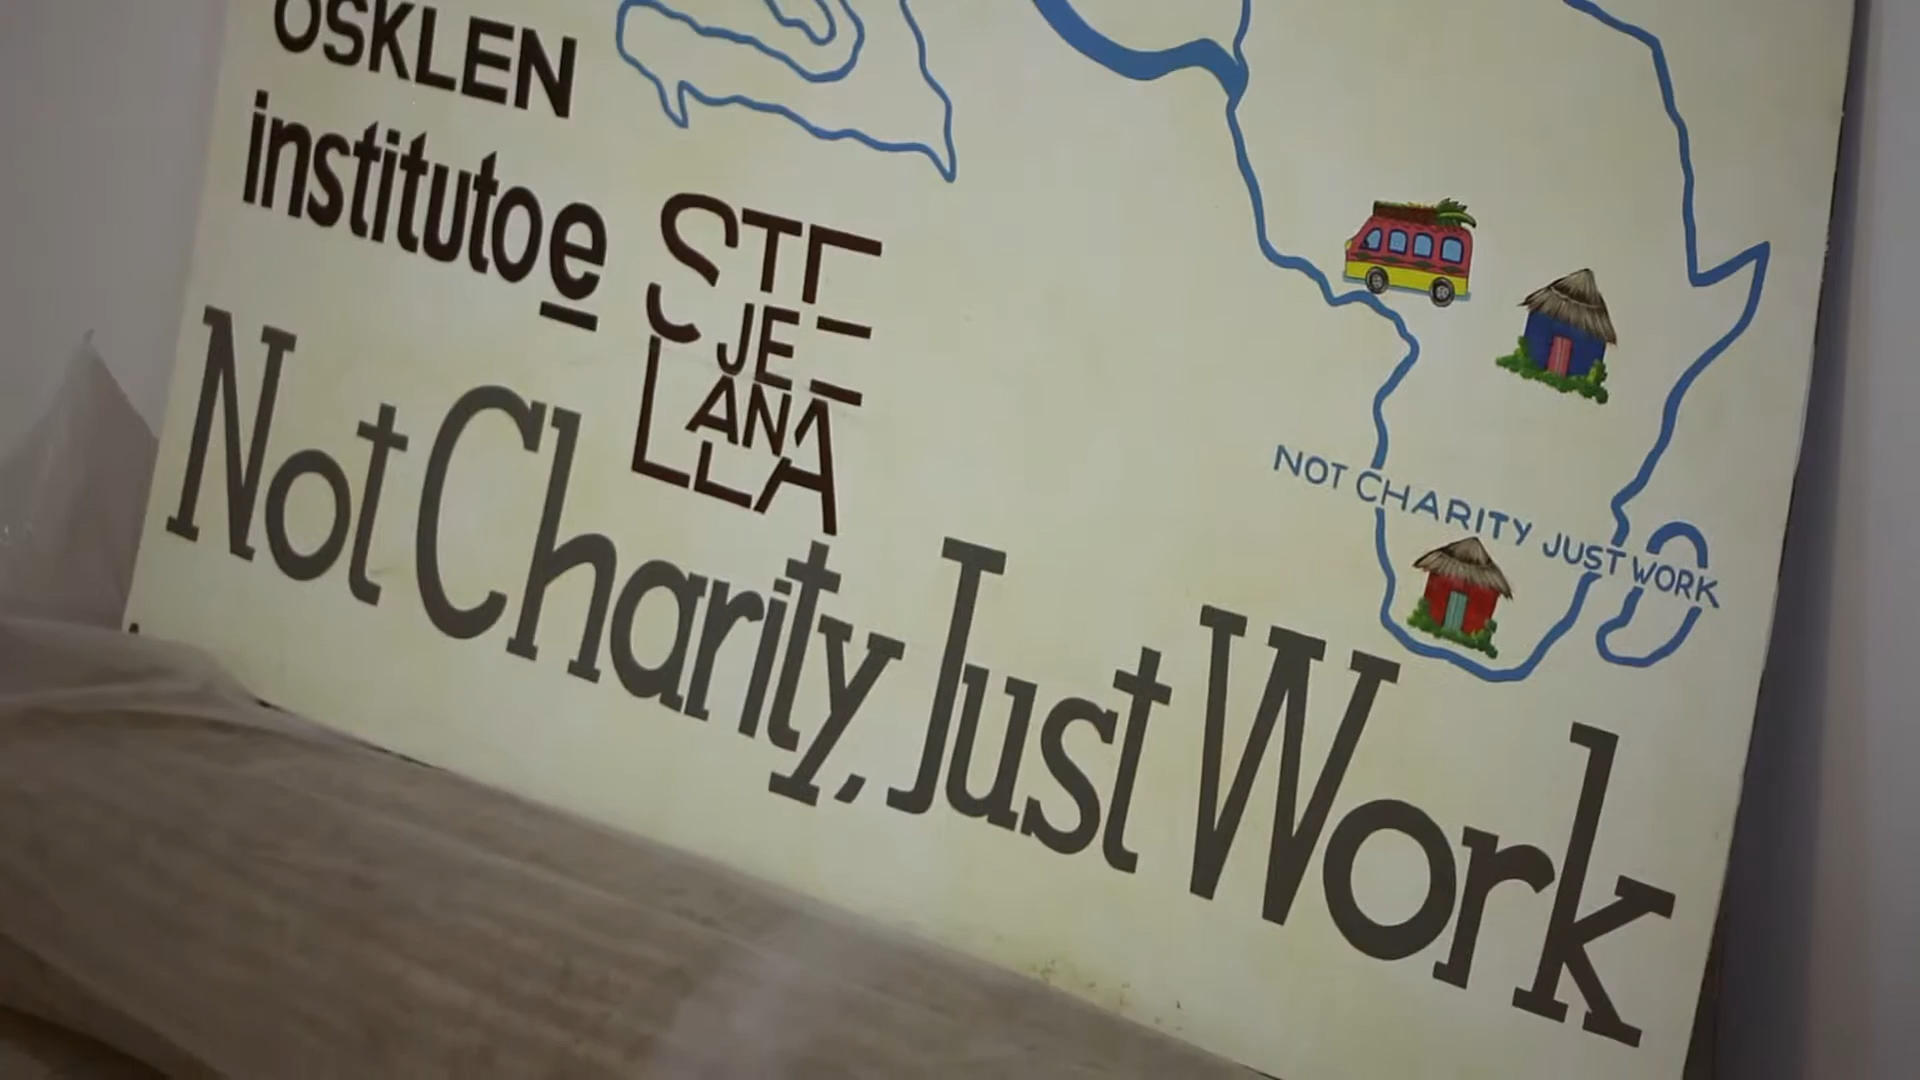 OSKLEN
institutoe
STE
JE
LANA
LLA
NOT CHARITY JUST WORK
Not Charity, Just Work